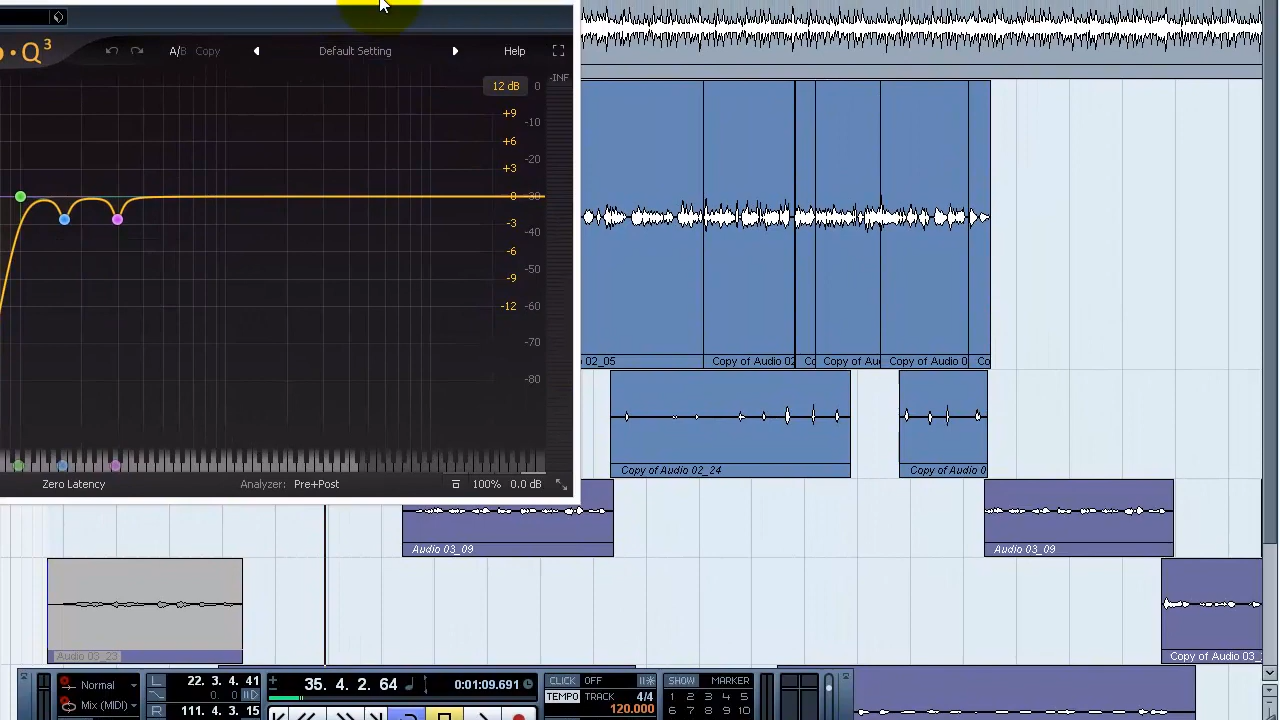 Q3
A/B Copy Default Setting Help
-INF
12 dB 0
+9
-10
+6
-20
+3
0 -30
-3
-40
-6
-50
-9
-12 -60
-70
-80
Zero Latency Analyzer: Pre+Post 100% 0.0 dB
02_05 Copy of Audio 02 Co Copy of Au Copy of Audio 0 Co
Copy of Audio 02_24 Copy of Audio 0
Audio 03_09 Audio 03_09
Audio 03_23 Copy of Audio 03_
Normal L 22. 3. 4. 41 35. 4. 2. 64 0:01:09.691 CLICK OFF SHOW MARKER
0. 0 TEMPO TRACK 4/4 1 2 3 4 5
Mix (MIDI) R 111. 4. 3. 15 120.000 6 7 8 9 10